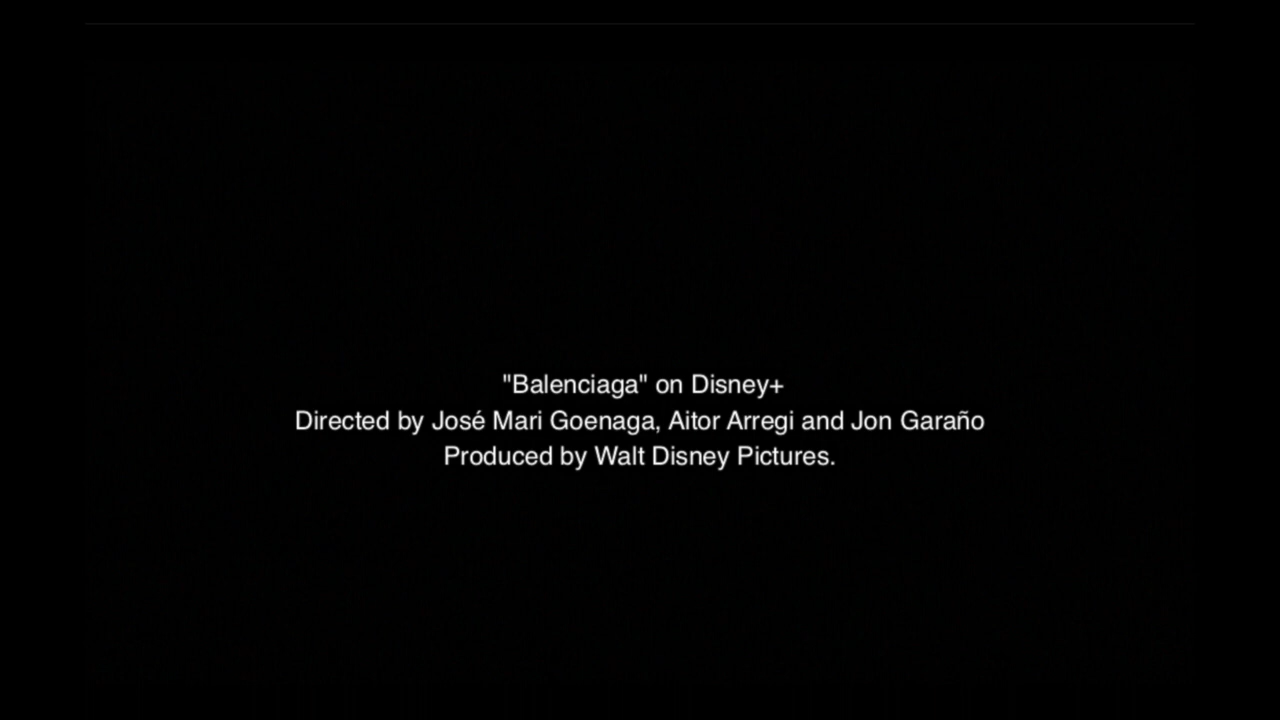 "Balenciaga" on Disney+
Directed by José Mari Goenaga, Aitor Arregi and Jon Garaño
Produced by Walt Disney Pictures.